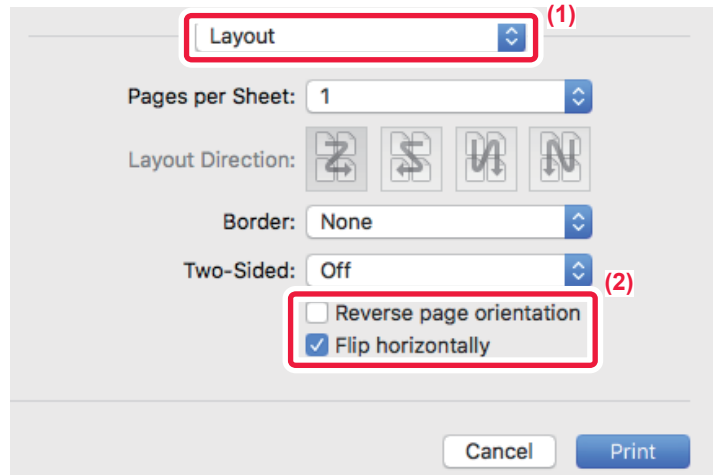 (1)
Layout
Pages per Sheet: 1
Layout Direction:
Border: None
Two-Sided: Off
(2)
Reverse page orientation
Flip horizontally
Cancel Print